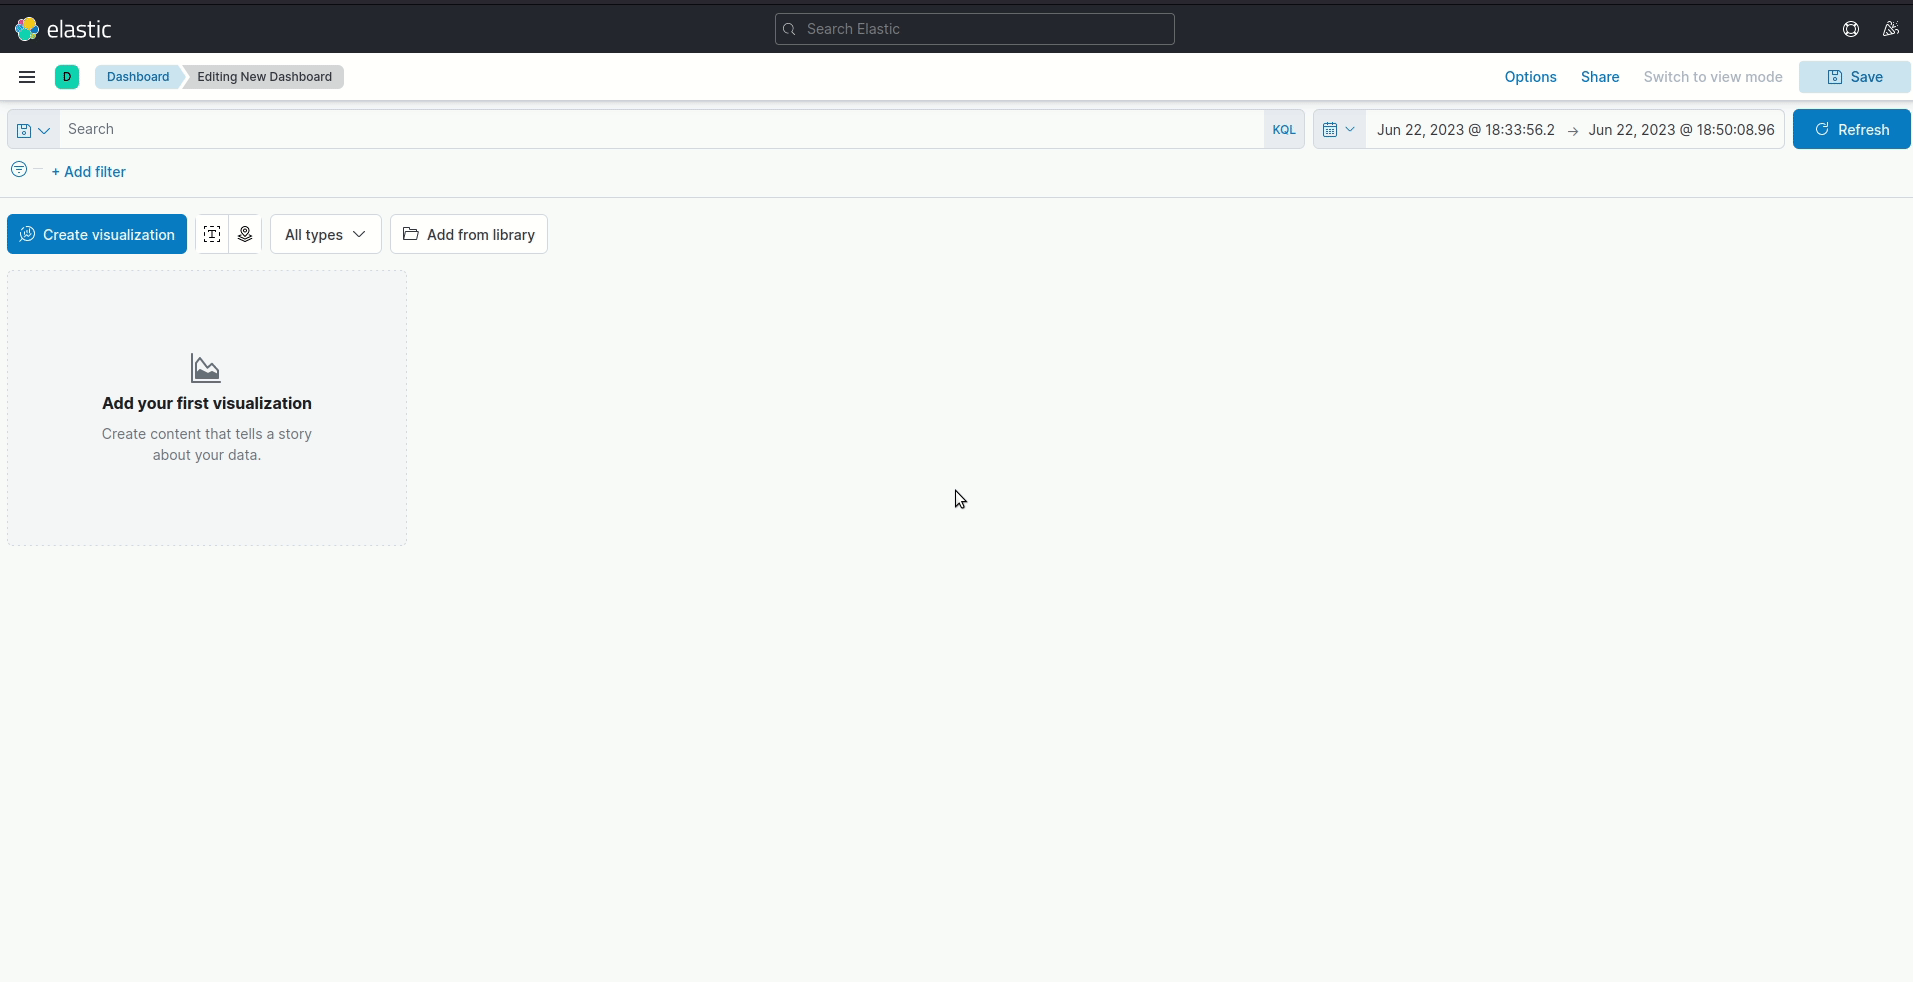 elastic
Search Elastic
D
Dashboard
Editing New Dashboard
Options
Share
Switch to view mode
Save
Search
KQL
Jun 22, 2023 @ 18:33:56.2 → Jun 22, 2023 @ 18:50:08.96
Refresh
+ Add filter
Create visualization
T
All types
Add from library
Add your first visualization
Create content that tells a story
about your data.